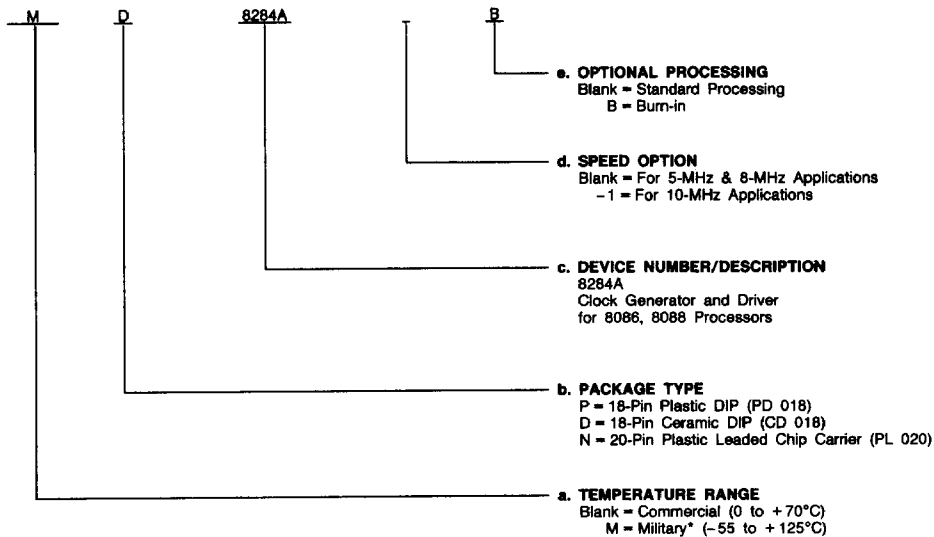 M D 8284A - B
e. OPTIONAL PROCESSING
Blank = Standard Processing
B = Burn-in
d. SPEED OPTION
Blank = For 5-MHz & 8-MHz Applications
-1 = For 10-MHz Applications
c. DEVICE NUMBER/DESCRIPTION
8284A
Clock Generator and Driver
for 8086, 8088 Processors
b. PACKAGE TYPE
P = 18-Pin Plastic DIP (PD 018)
D = 18-Pin Ceramic DIP (CD 018)
N = 20-Pin Plastic Leaded Chip Carrier (PL 020)
a. TEMPERATURE RANGE
Blank = Commercial (0 to +70°C)
M = Military* (-55 to +125°C)